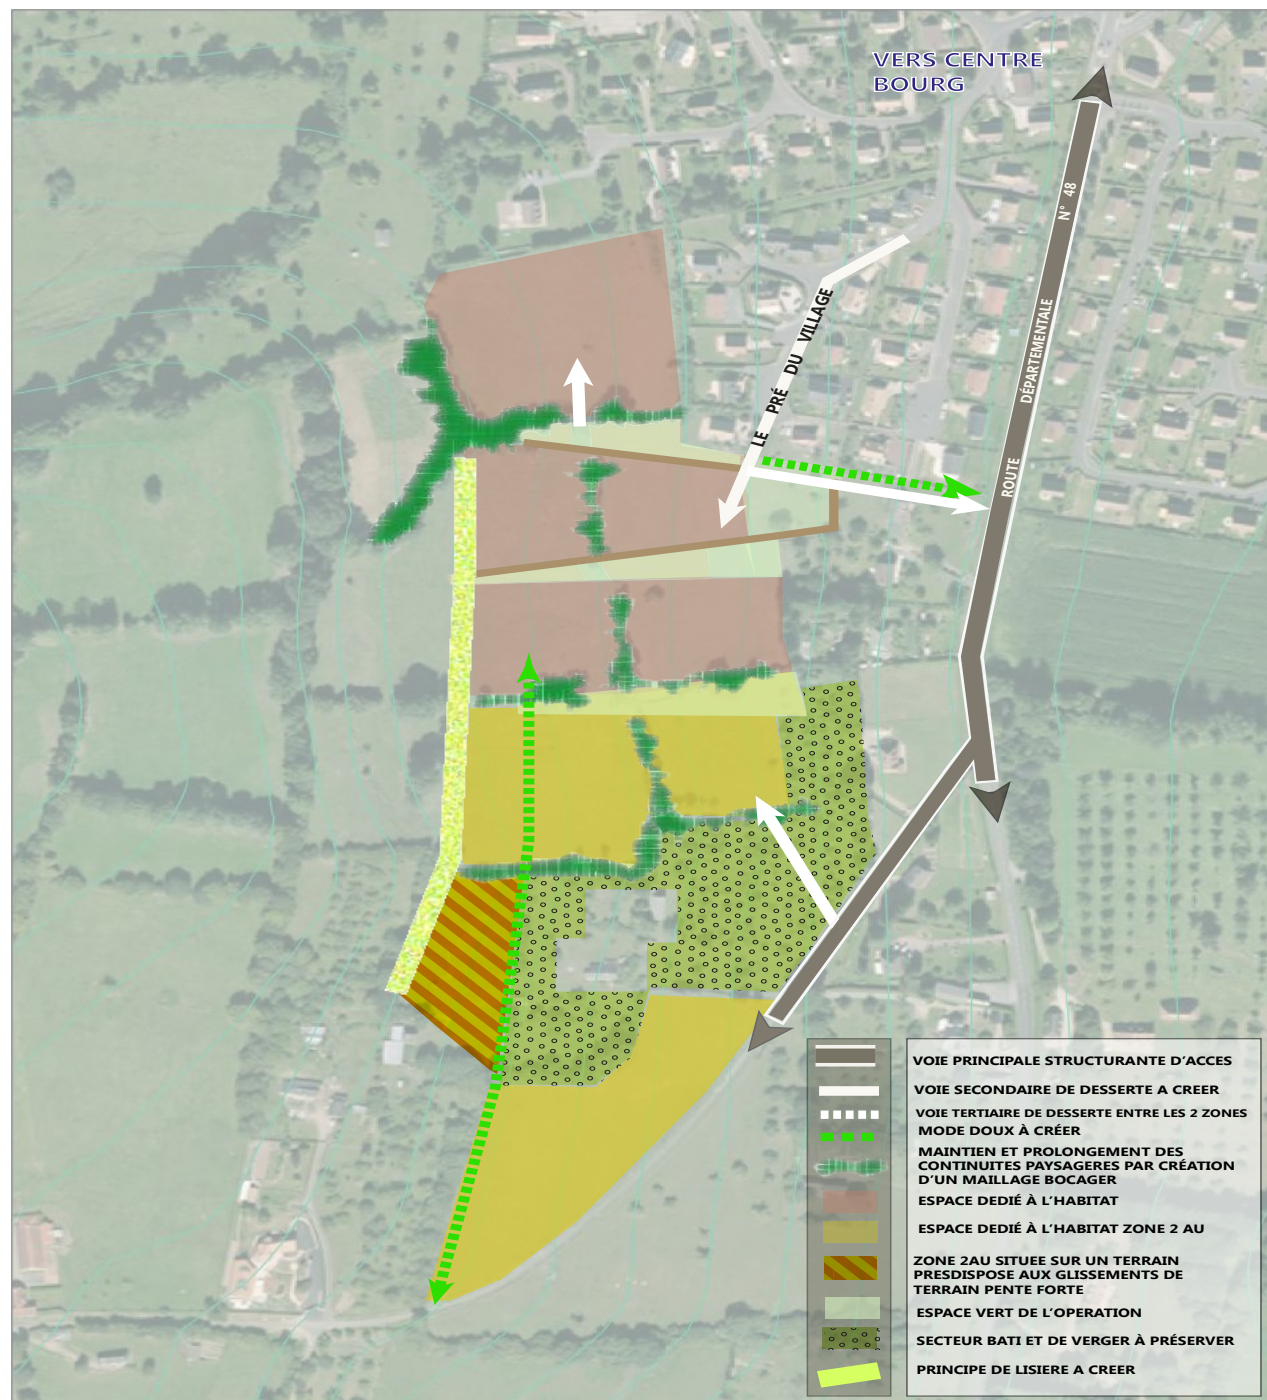 VERS CENTRE
BOURG
N° 48
DÉPARTEMENTALE
ROUTE
LE PRÉ DU VILLAGE
VOIE PRINCIPALE STRUCTURANTE D'ACCES
VOIE SECONDAIRE DE DESSERTE A CREER
VOIE TERTIAIRE DE DESSERTE ENTRE LES 2 ZONES
MODE DOUX À CRÉER
MAINTIEN ET PROLONGEMENT DES
CONTINUITES PAYSAGERES PAR CRÉATION
D'UN MAILLAGE BOCAGER
ESPACE DEDIÉ À L'HABITAT
ESPACE DEDIÉ À L'HABITAT ZONE 2 AU
ZONE 2AU SITUEE SUR UN TERRAIN
PRESDISPOSE AUX GLISSEMENTS DE
TERRAIN PENTE FORTE
ESPACE VERT DE L'OPERATION
SECTEUR BATI ET DE VERGER À PRÉSERVER
PRINCIPE DE LISIERE A CREER